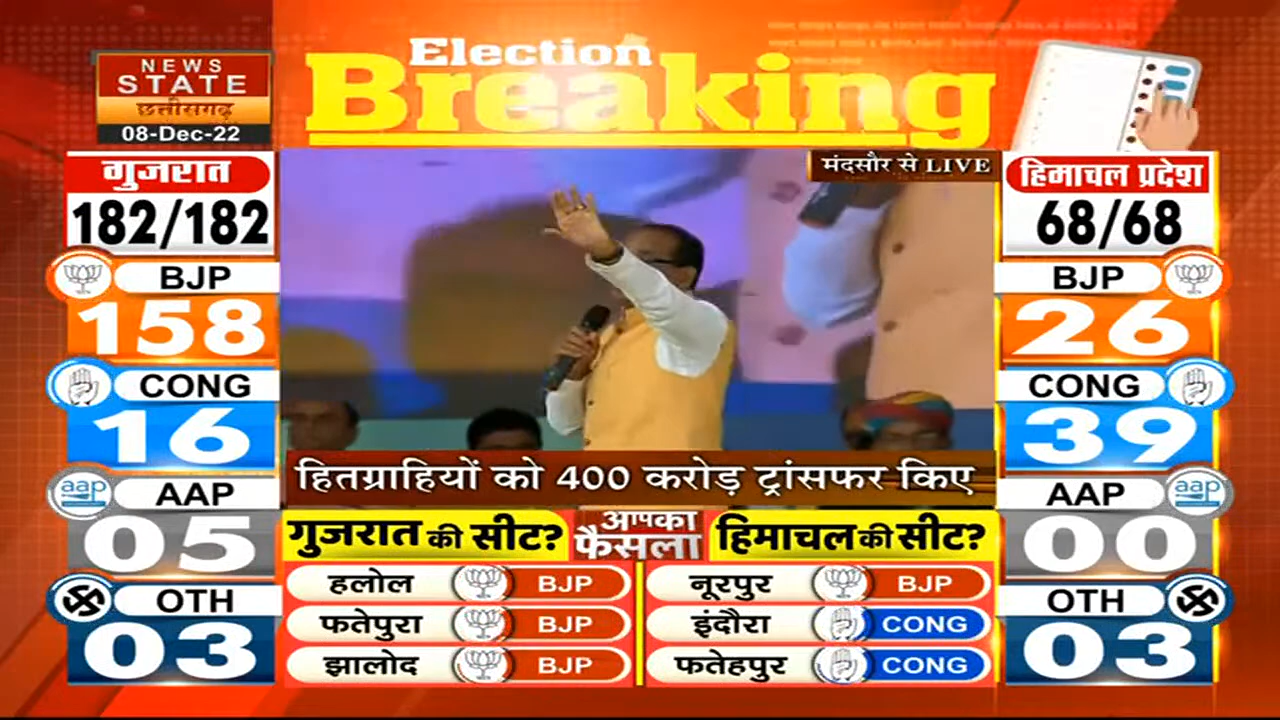 Election
Breaking
NEWS
STATE
छत्तीसगढ़
08-Dec-22
गुजरात
182/182
BJP
158
CONG
16
aap
AAP
05
OTH
03
मंदसौर से LIVE
हितग्राहियों को 400 करोड़ ट्रांसफर किए
गुजरात की सीट?
आपका
फैसला
हिमाचल की सीट?
हलोल BJP
फतेपुरा BJP
झालोद BJP
नूरपुर BJP
इंदौरा CONG
फतेहपुर CONG
हिमाचल प्रदेश
68/68
BJP
26
CONG
39
AAP
aap
00
OTH
03